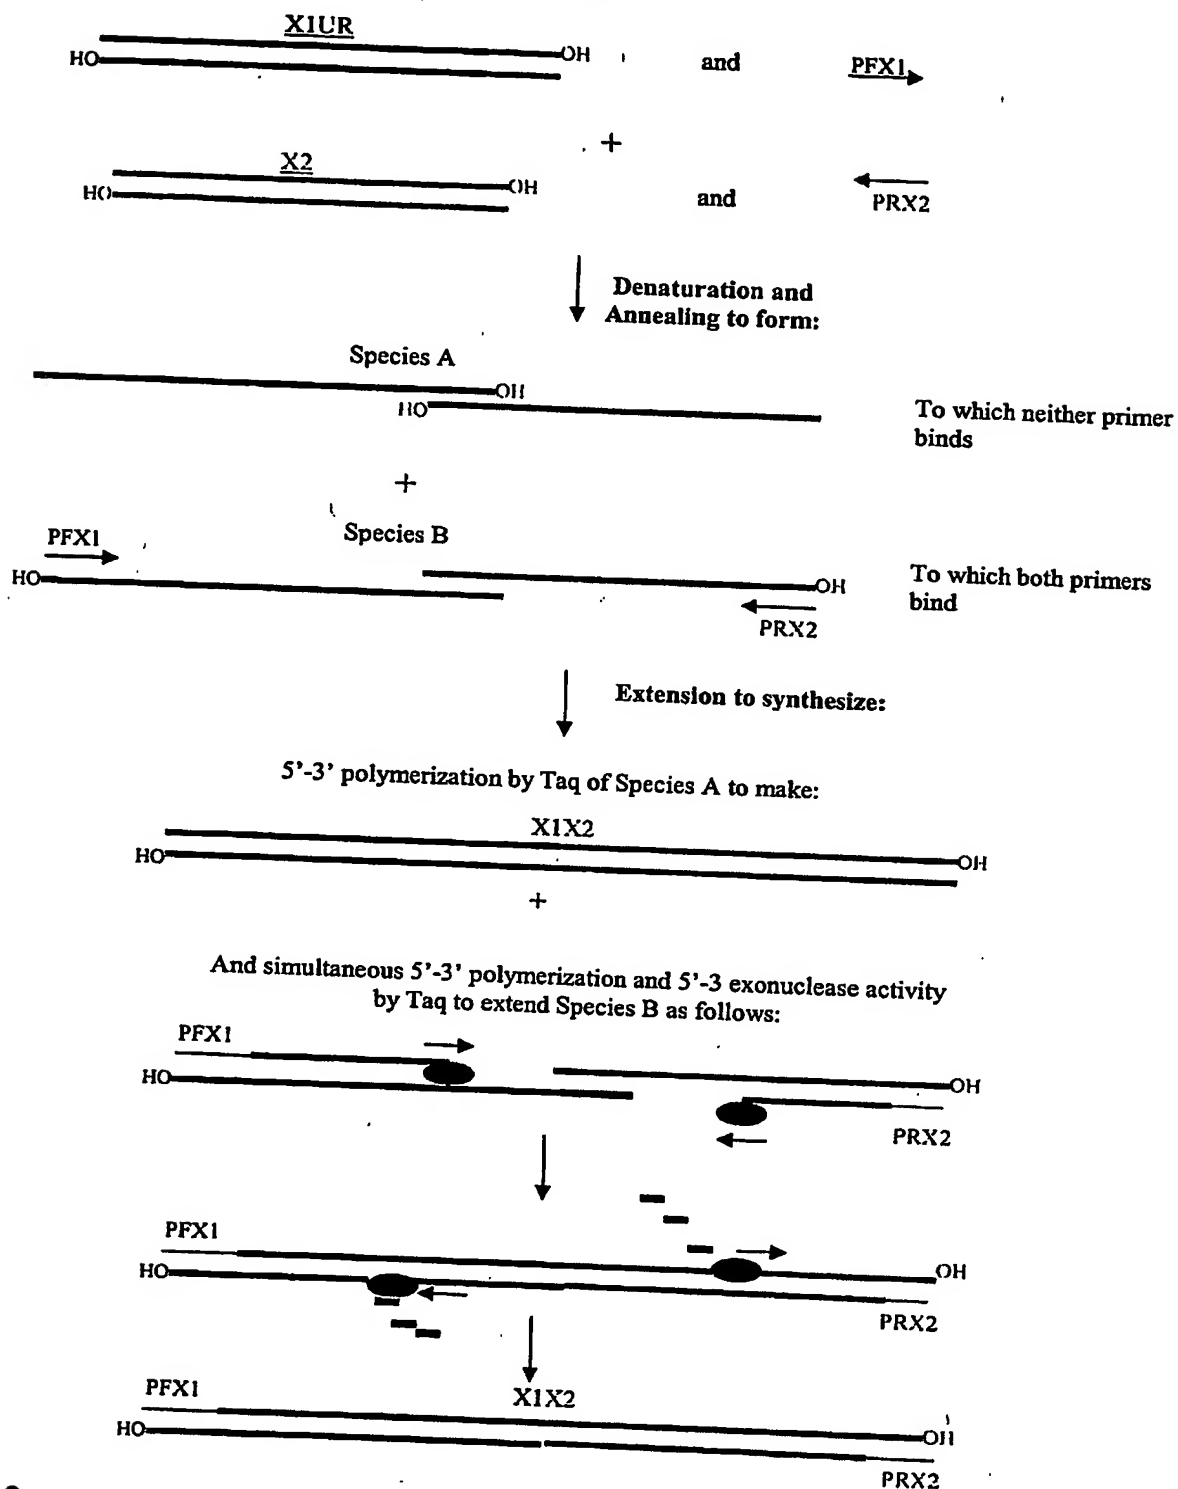 X1UR
HO OH and PFX1
+
X2
HO OH and PRX2
Denaturation and
Annealing to form:
Species A
OH
HO
To which neither primer
binds
+
PFX1
Species B
HO OH
PRX2
To which both primers
bind
Extension to synthesize:
5'-3' polymerization by Taq of Species A to make:
X1X2
HO OH
+
And simultaneous 5'-3' polymerization and 5'-3 exonuclease activity
by Taq to extend Species B as follows:
PFX1
HO OH
PRX2
PFX1
HO OH
PRX2
PFX1 X1X2
HO OH
PRX2